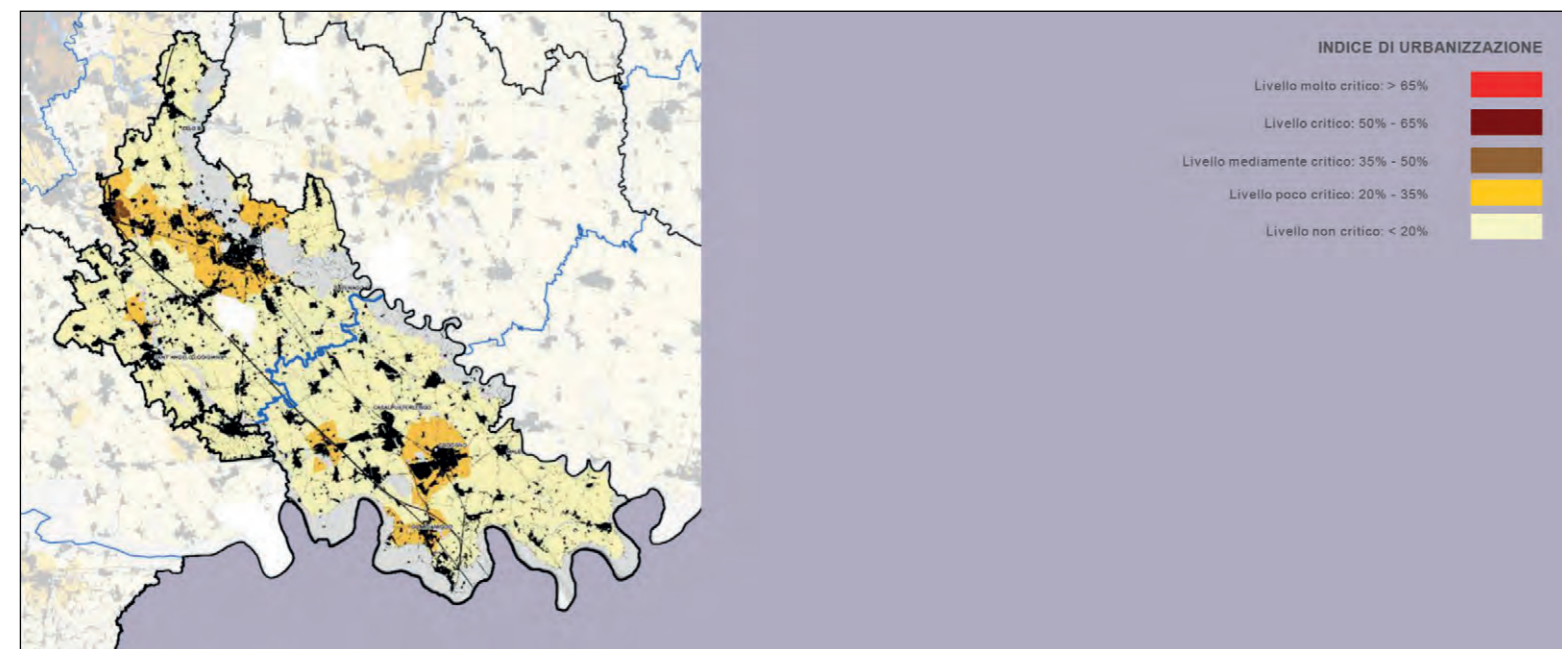 INDICE DI URBANIZZAZIONE
Livello molto critico: > 65%
Livello critico: 50% - 65%
Livello mediamente critico: 35% - 50%
Livello poco critico: 20% - 35%
Livello non critico: < 20%
CASALPUSTERLENGO